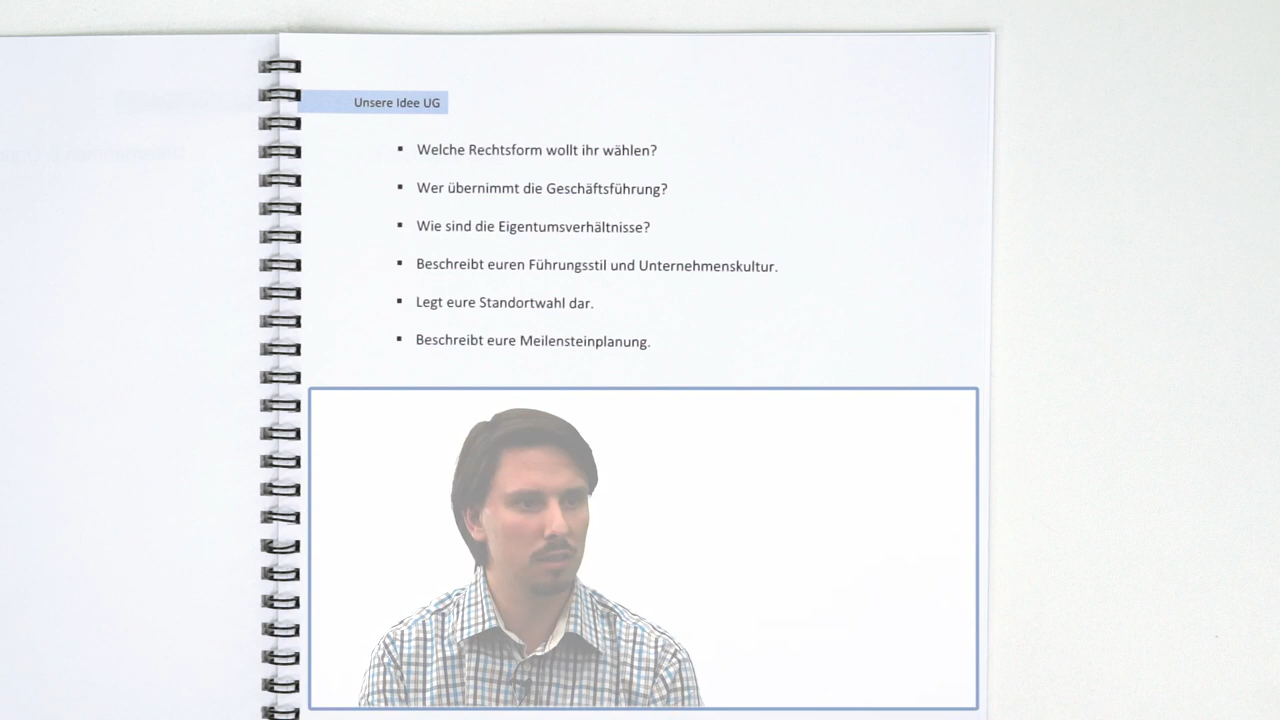 Unsere Idee UG
▪ Welche Rechtsform wollt ihr wählen?
▪ Wer übernimmt die Geschäftsführung?
▪ Wie sind die Eigentumsverhältnisse?
▪ Beschreibt euren Führungsstil und Unternehmenskultur.
▪ Legt eure Standortwahl dar.
▪ Beschreibt eure Meilensteinplanung.